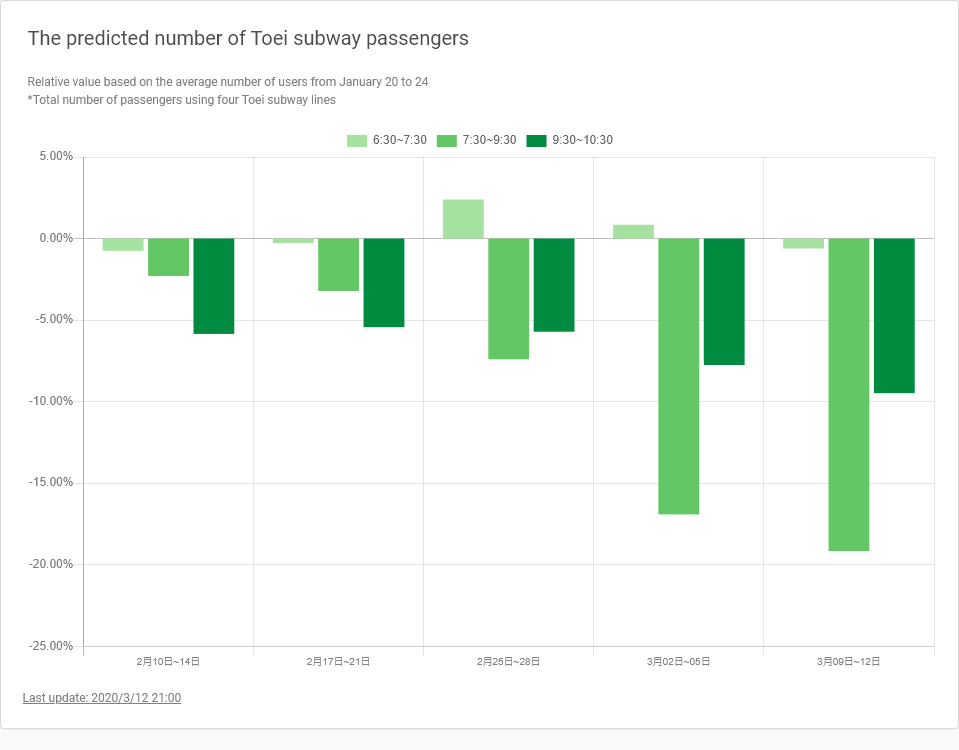 The predicted number of Toei subway passengers
Relative value based on the average number of users from January 20 to 24
*Total number of passengers using four Toei subway lines
6:30~7:30 7:30~9:30 9:30~10:30
5.00%
0.00%
-5.00%
-10.00%
-15.00%
-20.00%
-25.00%
2月10日~14日 2月17日~21日 2月25日~28日 3月02日~05日 3月09日~12日
Last update: 2020/3/12 21:00